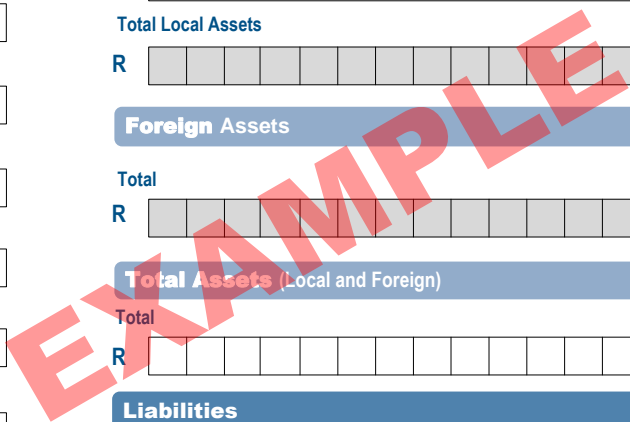 Total Local Assets
R
Foreign Assets
Total
R
Total Assets (Local and Foreign)
Total
R
Liabilities
EXAMPLE